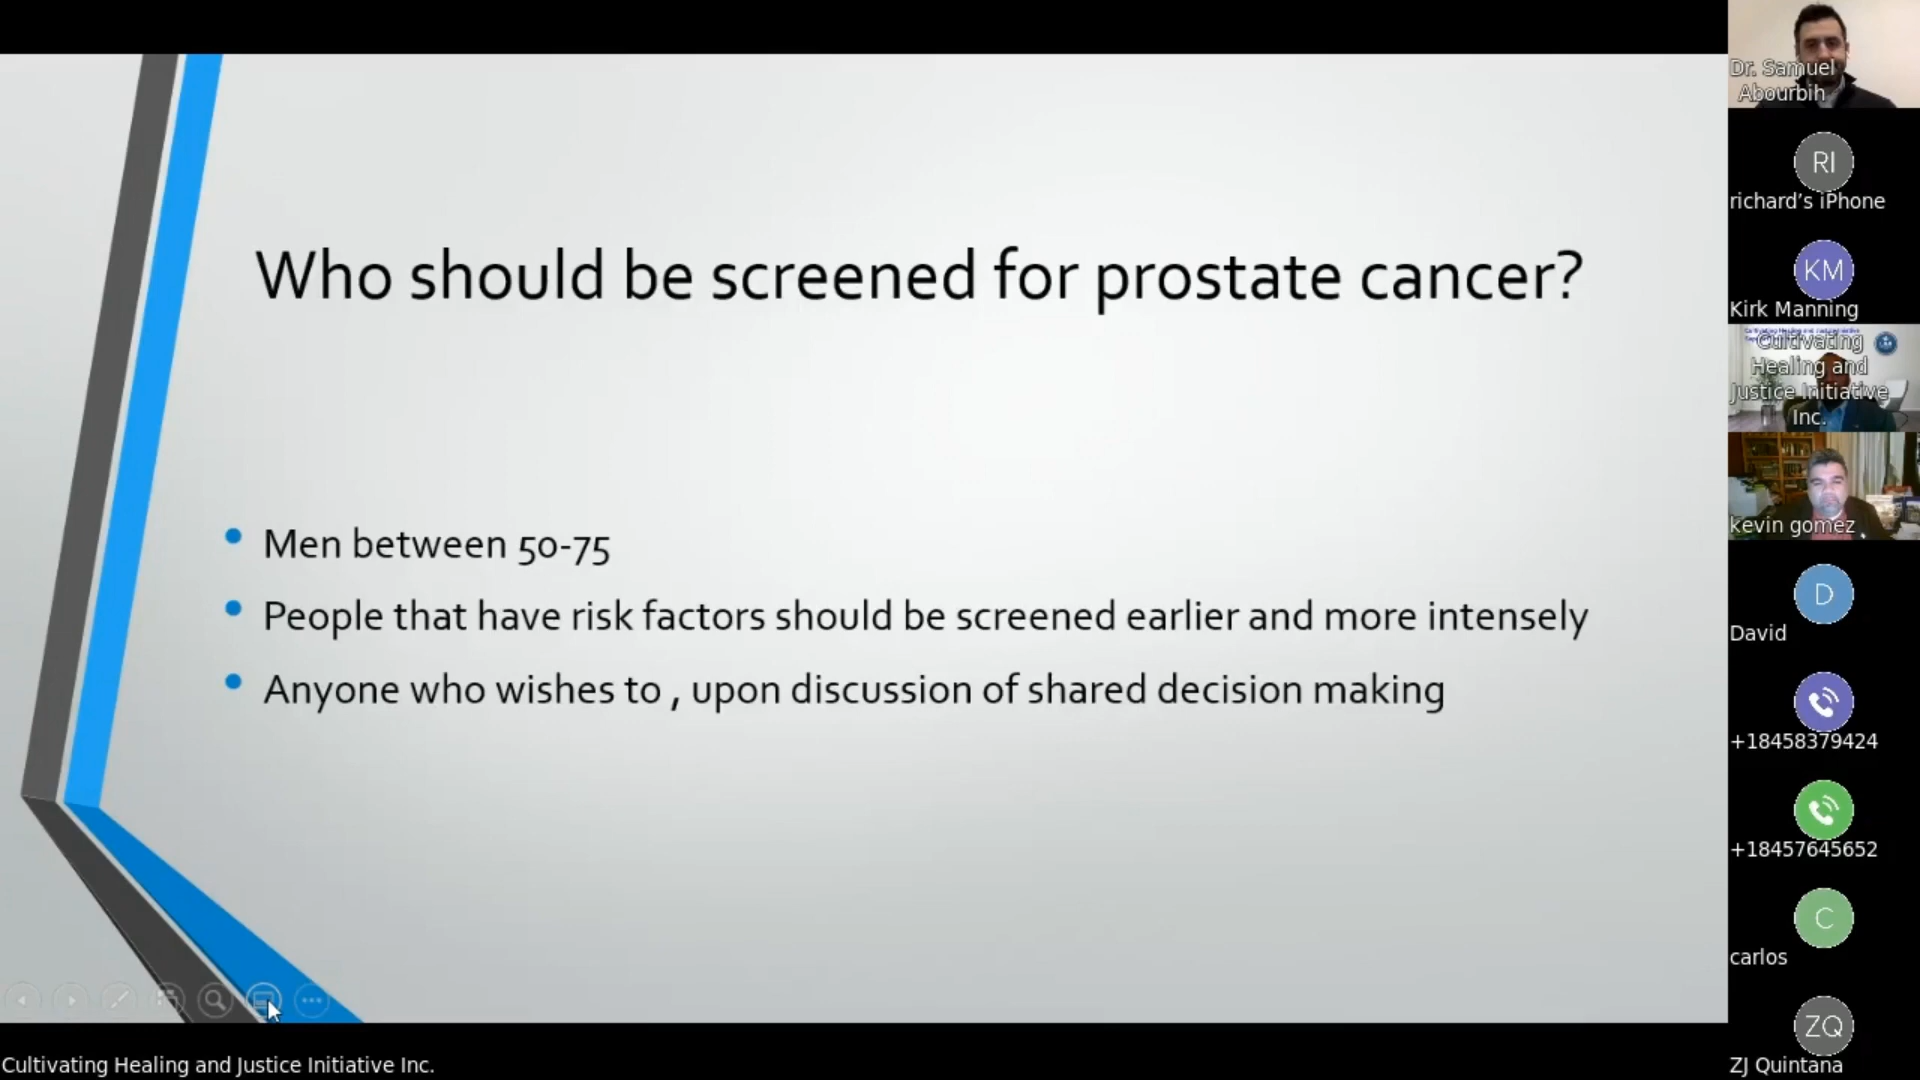 Who should be screened for prostate cancer?
Men between 50-75
People that have risk factors should be screened earlier and more intensely
Anyone who wishes to , upon discussion of shared decision making
Dr. Samuel
Abourbih
RI
richard’s iPhone
KM
Kirk Manning
Cultivating
Healing and
Justice Initiative
Inc.
kevin gomez
D
David
+18458379424
+18457645652
C
carlos
ZQ
ZJ Quintana
Cultivating Healing and Justice Initiative Inc.